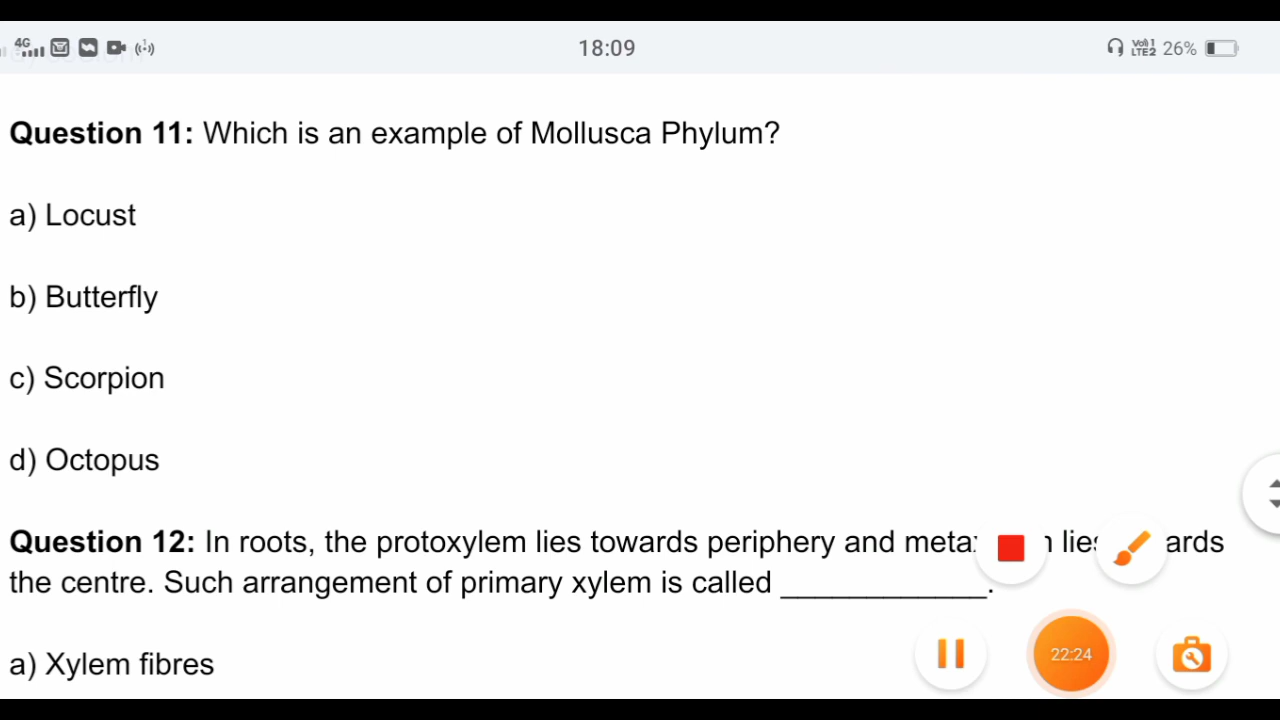 4G 18:09 LTE2 26%
Question 11: Which is an example of Mollusca Phylum?
a) Locust
b) Butterfly
c) Scorpion
d) Octopus
Question 12: In roots, the protoxylem lies towards periphery and
the centre. Such arrangement of primary xylem is called ____________.
a) Xylem fibres
22:24